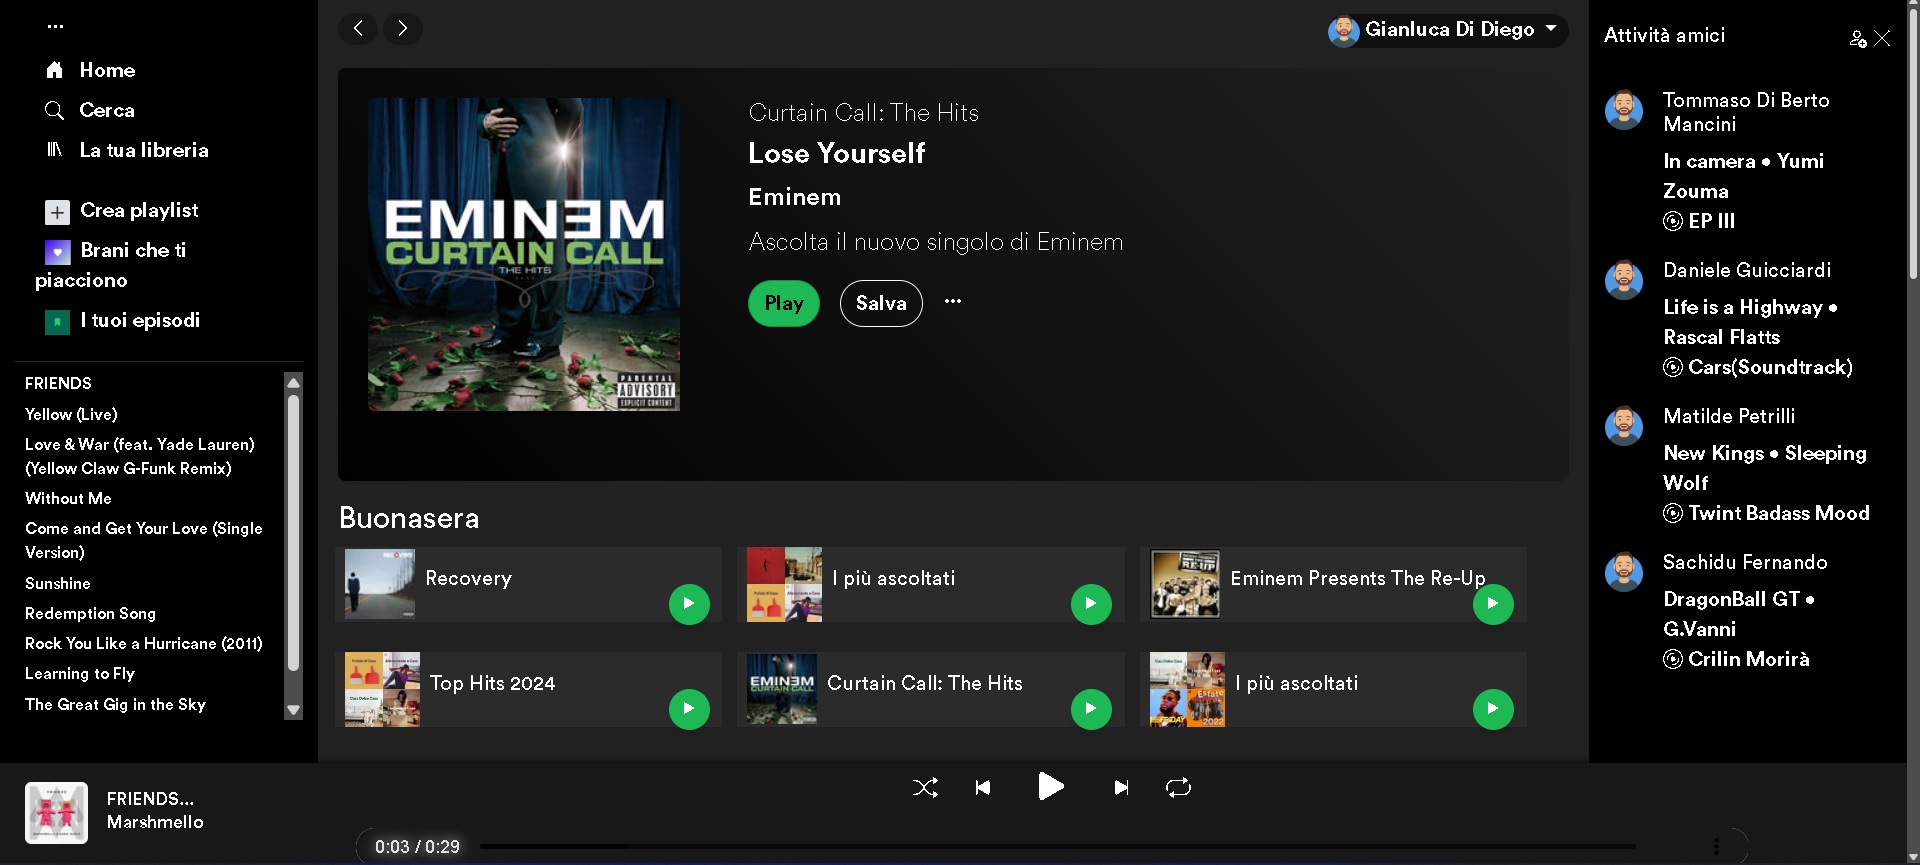 ...
Home
Cerca
La tua libreria
Crea playlist
Brani che ti
piacciono
I tuoi episodi
FRIENDS
Yellow (Live)
Love & War (feat. Yade Lauren)
(Yellow Claw G-Funk Remix)
Without Me
Come and Get Your Love (Single
Version)
Sunshine
Redemption Song
Rock You Like a Hurricane (2011)
Learning to Fly
The Great Gig in the Sky
Gianluca Di Diego
EMINEM
CURTAIN CALL
THE HITS
PARENTAL
ADVISORY
EXPLICIT CONTENT
Curtain Call: The Hits
Lose Yourself
Eminem
Ascolta il nuovo singolo di Eminem
Play
Salva
...
Buonasera
Recovery
I più ascoltati
Eminem Presents The Re-Up
RE-UP
Top Hits 2024
EMINEM
CURTAIN CALL
Curtain Call: The Hits
Estate
2022
I più ascoltati
Attività amici
Tommaso Di Berto
Mancini
In camera • Yumi
Zouma
EP III
Daniele Guicciardi
Life is a Highway •
Rascal Flatts
Cars(Soundtrack)
Matilde Petrilli
New Kings • Sleeping
Wolf
Twint Badass Mood
Sachidu Fernando
DragonBall GT •
G.Vanni
Crilin Morirà
FRIENDS...
Marshmello
0:03 / 0:29